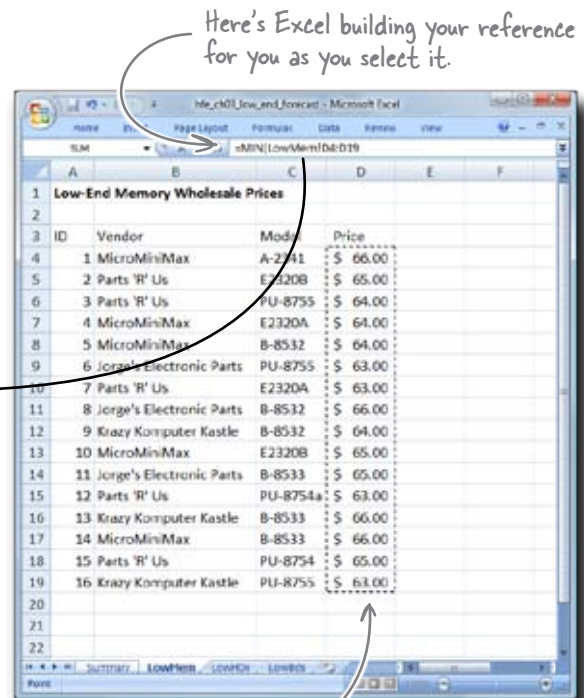 Here's Excel building your reference
for you as you select it.
hfe_ch01_low_end_forecast - Microsoft Excel
Home Page Layout Formulas Data Review View
SUM =MIN(LowMem!D4:D19
A B C D E F
1 Low-End Memory Wholesale Prices
2
3 ID Vendor Model Price
4 1 MicroMiniMax A-2341 $ 66.00
5 2 Parts 'R' Us E2320B $ 65.00
6 3 Parts 'R' Us PU-8755 $ 64.00
7 4 MicroMiniMax E2320A $ 64.00
8 5 MicroMiniMax B-8532 $ 64.00
9 6 Jorge's Electronic Parts PU-8755 $ 63.00
10 7 Parts 'R' Us E2320A $ 63.00
11 8 Jorge's Electronic Parts B-8532 $ 66.00
12 9 Krazy Komputer Kastle B-8532 $ 64.00
13 10 MicroMiniMax E2320B $ 65.00
14 11 Jorge's Electronic Parts B-8533 $ 65.00
15 12 Parts 'R' Us PU-8754a $ 63.00
16 13 Krazy Komputer Kastle B-8533 $ 66.00
17 14 MicroMiniMax B-8533 $ 66.00
18 15 Parts 'R' Us PU-8754 $ 65.00
19 16 Krazy Komputer Kastle PU-8755 $ 63.00
20
21
22
Summary LowMem LowHDs
Point